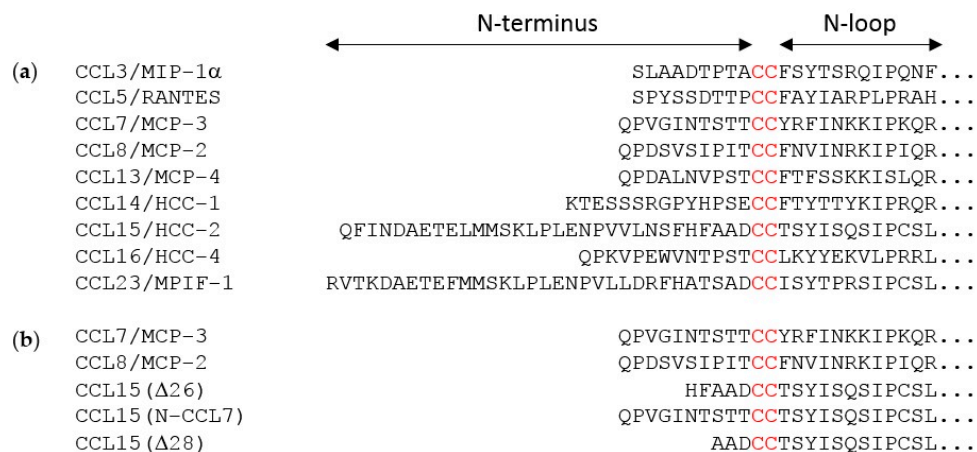 N-terminus N-loop
(a) CCL3/MIP-1α SLAADTPTACCFSYTSRQIPQNF...
CCL5/RANTES SPYSSDTTPCCFAYIARPLPRAH...
CCL7/MCP-3 QPVGINTSTTCCYRFINKKIPKQR...
CCL8/MCP-2 QPDSVSIPITCCFNVINRKIPIQR...
CCL13/MCP-4 QPDALNVPSTCCFTFSSKKISLQR...
CCL14/HCC-1 KTESSSRGPYHPSECCFTYTTYKIPRQR...
CCL15/HCC-2 QFINDAETELMMSKLPLENPVVLNSFHFAADCCTSYISQSIPCSL...
CCL16/HCC-4 QPKVPEWVNTPSTCCLKYYEKVLPRRL...
CCL23/MPIF-1 RVTKDAETEFMMSKLPLENPVLLDRFHATSADCCISYTPRSIPCSL...
(b) CCL7/MCP-3 QPVGINTSTTCCYRFINKKIPKQR...
CCL8/MCP-2 QPDSVSIPITCCFNVINRKIPIQR...
CCL15(Δ26) HFAADCCTSYISQSIPCSL...
CCL15(N-CCL7) QPVGINTSTTCCTSYISQSIPCSL...
CCL15(Δ28) AADCCTSYISQSIPCSL...